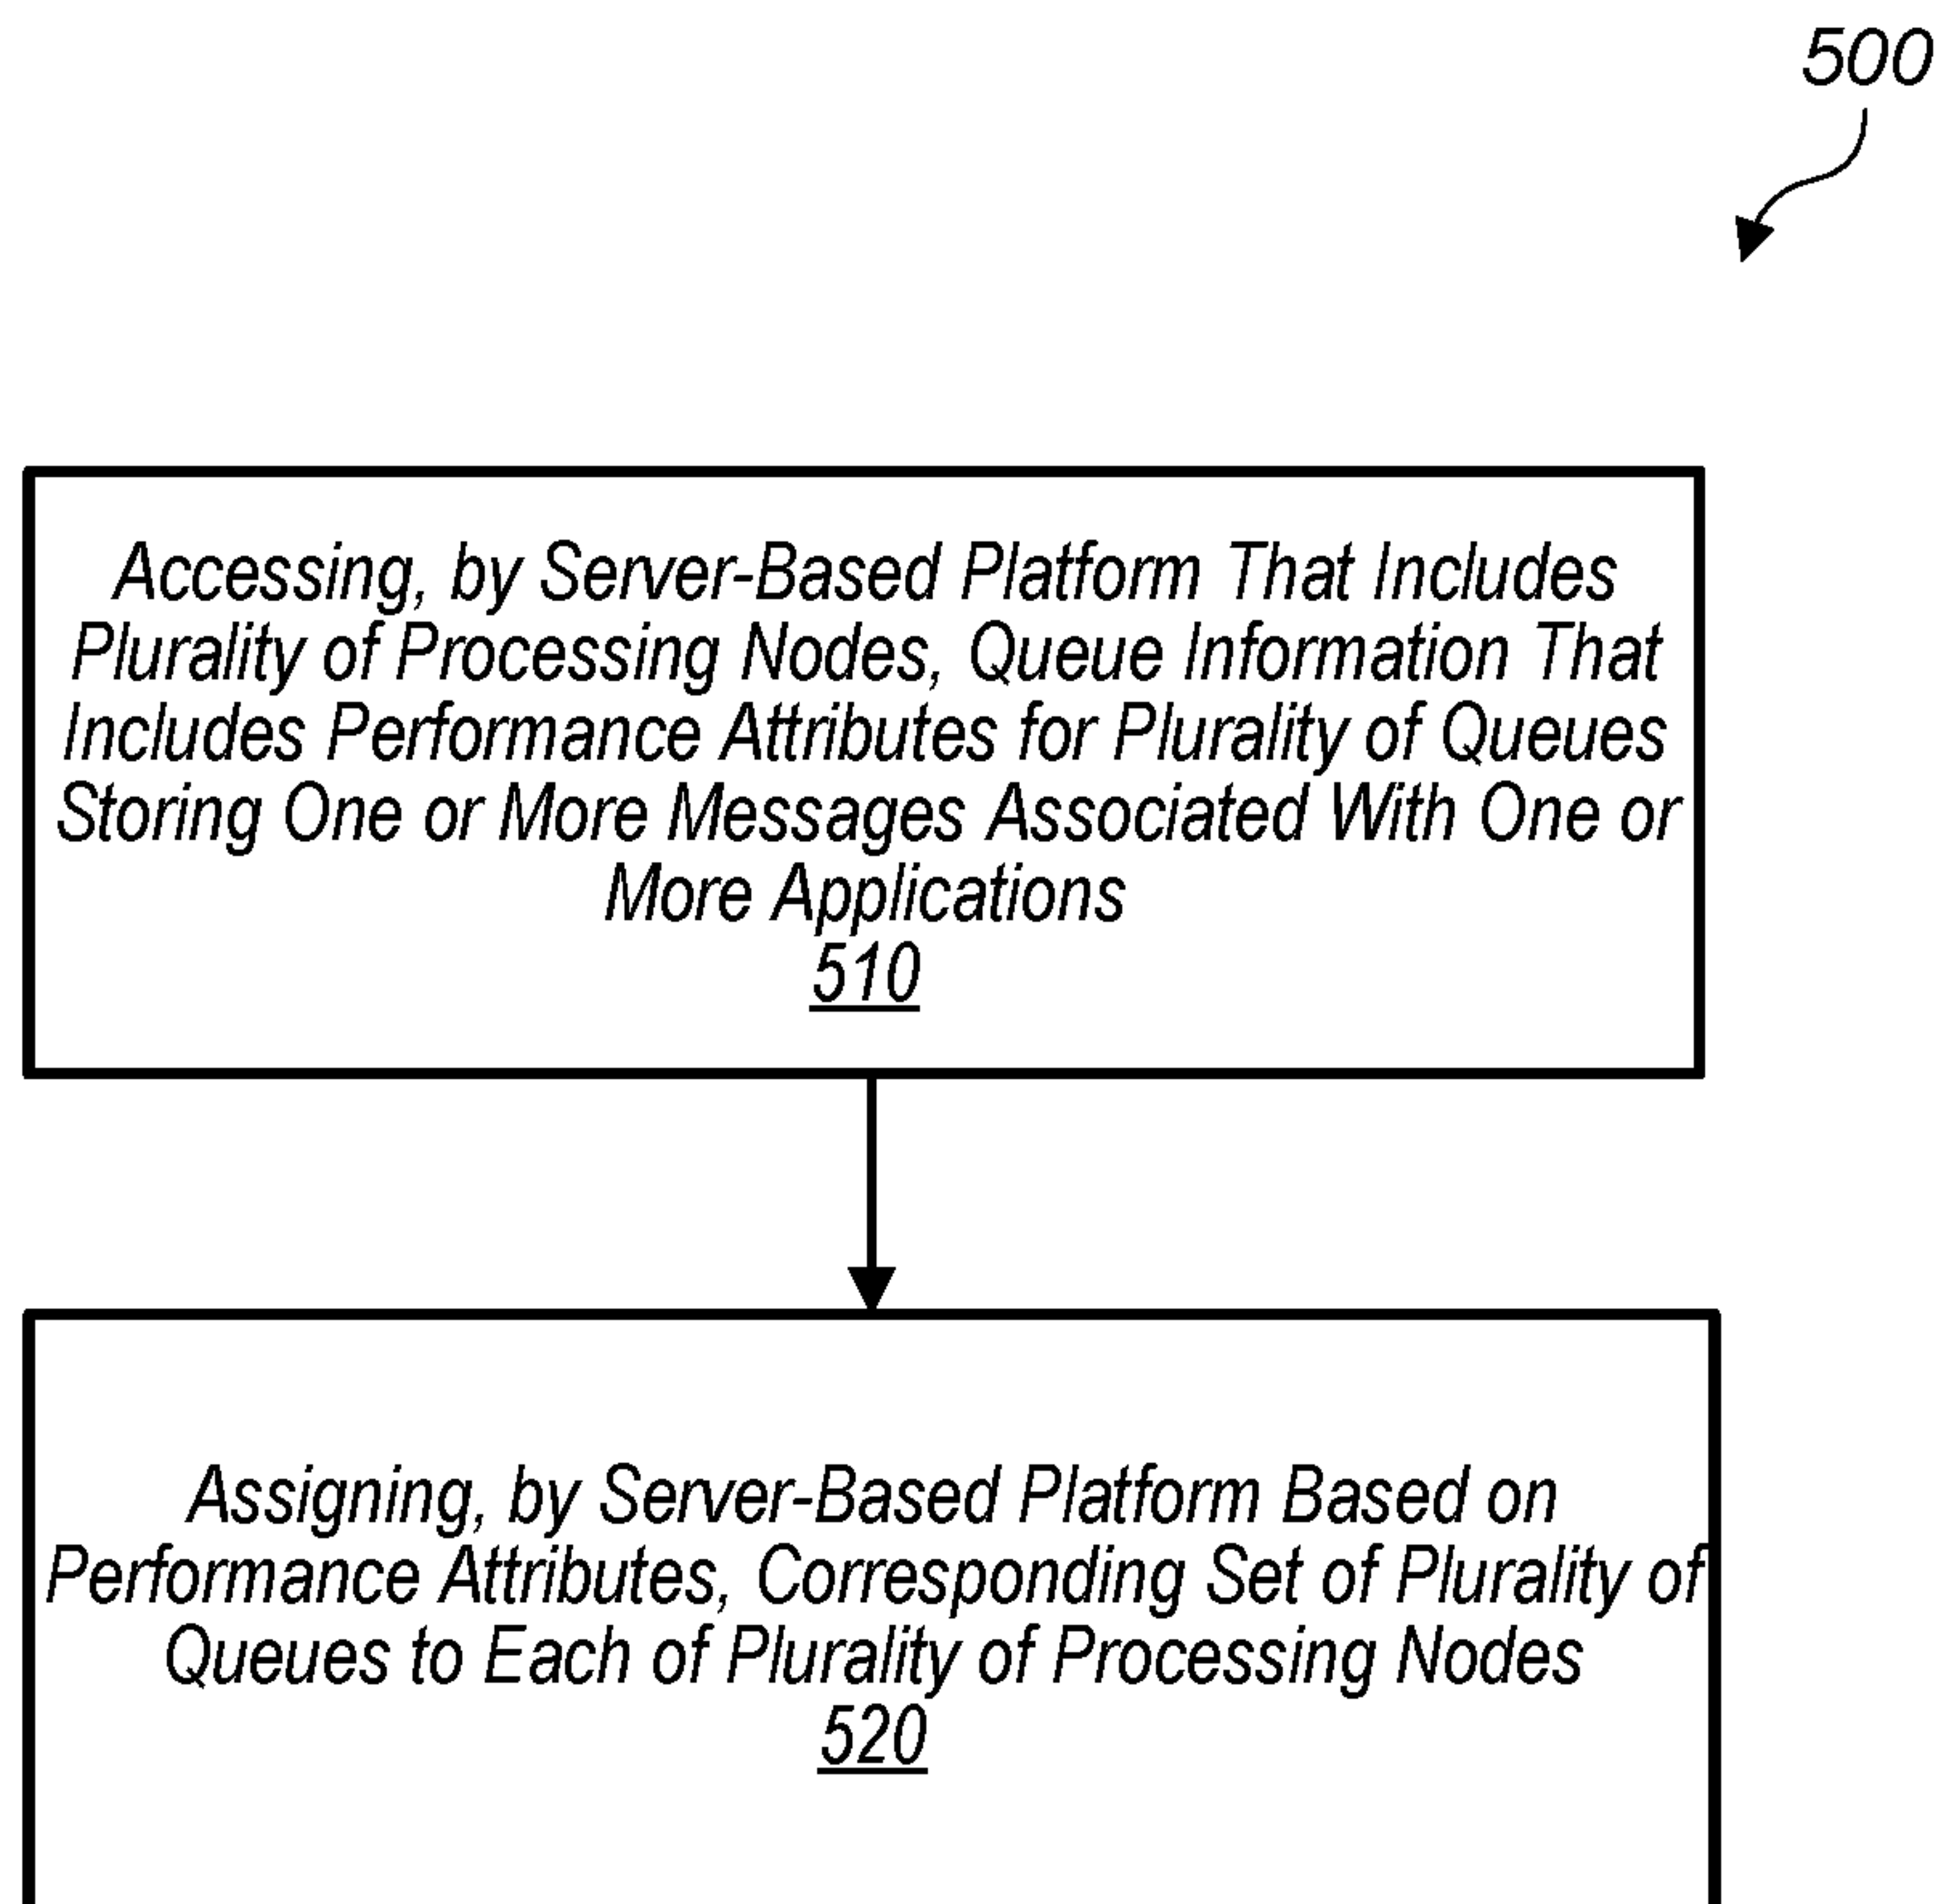 500
Accessing, by Server-Based Platform That Includes
Plurality of Processing Nodes, Queue Information That
Includes Performance Attributes for Plurality of Queues
Storing One or More Messages Associated With One or
More Applications
510
Assigning, by Server-Based Platform Based on
Performance Attributes, Corresponding Set of Plurality of
Queues to Each of Plurality of Processing Nodes
520